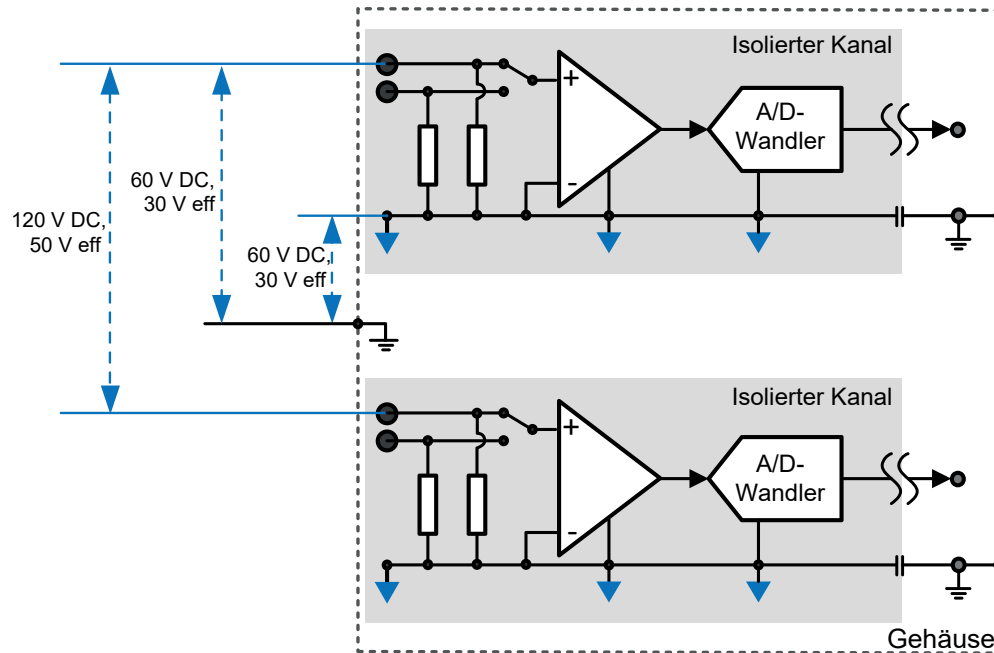 Isolierter Kanal
+
-
A/D-
Wandler
60 V DC,
30 V eff
120 V DC,
50 V eff
60 V DC,
30 V eff
Isolierter Kanal
+
-
A/D-
Wandler
Gehäuse